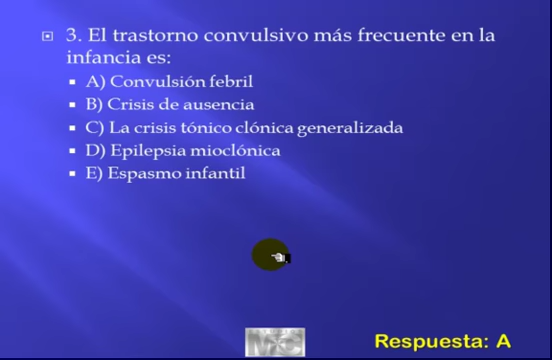 3. El trastorno convulsivo más frecuente en la
infancia es:
A) Convulsión febril
B) Crisis de ausencia
C) La crisis tónico clónica generalizada
D) Epilepsia mioclónica
E) Espasmo infantil
Respuesta: A